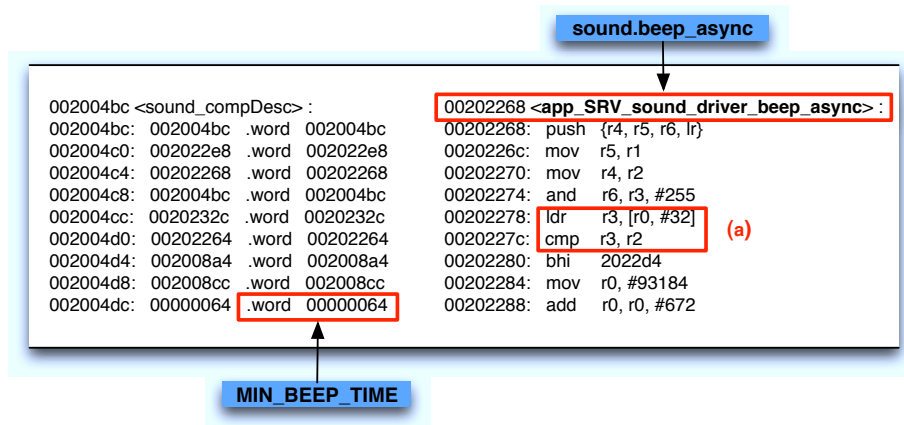 sound.beep_async
002004bc <sound_compDesc> :
002004bc: 002004bc .word 002004bc
002004c0: 002022e8 .word 002022e8
002004c4: 00202268 .word 00202268
002004c8: 002004bc .word 002004bc
002004cc: 0020232c .word 0020232c
002004d0: 00202264 .word 00202264
002004d4: 002008a4 .word 002008a4
002004d8: 002008cc .word 002008cc
002004dc: 00000064 .word 00000064
00202268 <app_SRV_sound_driver_beep_async> :
00202268: push {r4, r5, r6, lr}
0020226c: mov r5, r1
00202270: mov r4, r2
00202274: and r6, r3, #255
00202278: ldr r3, [r0, #32]
0020227c: cmp r3, r2
00202280: bhi 2022d4
00202284: mov r0, #93184
00202288: add r0, r0, #672
(a)
MIN_BEEP_TIME